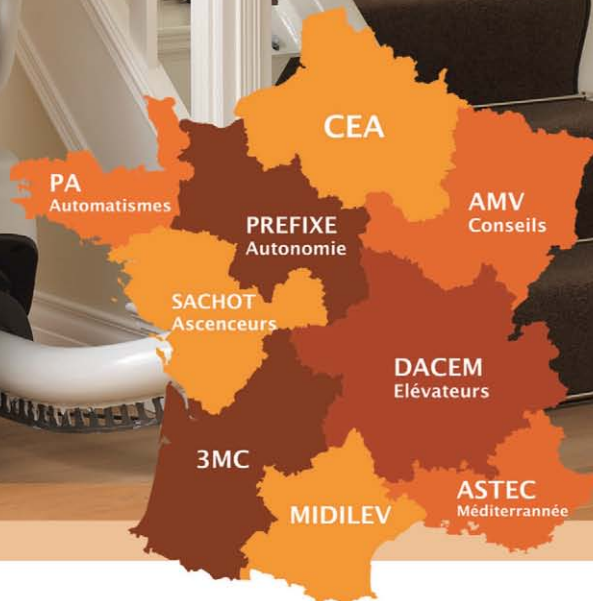 CEA
PA
Automatismes
AMV
Conseils
PREFIXE
Autonomie
SACHOT
Ascenceurs
DACEM
Elévateurs
3MC
ASTEC
Méditerrannée
MIDILEV